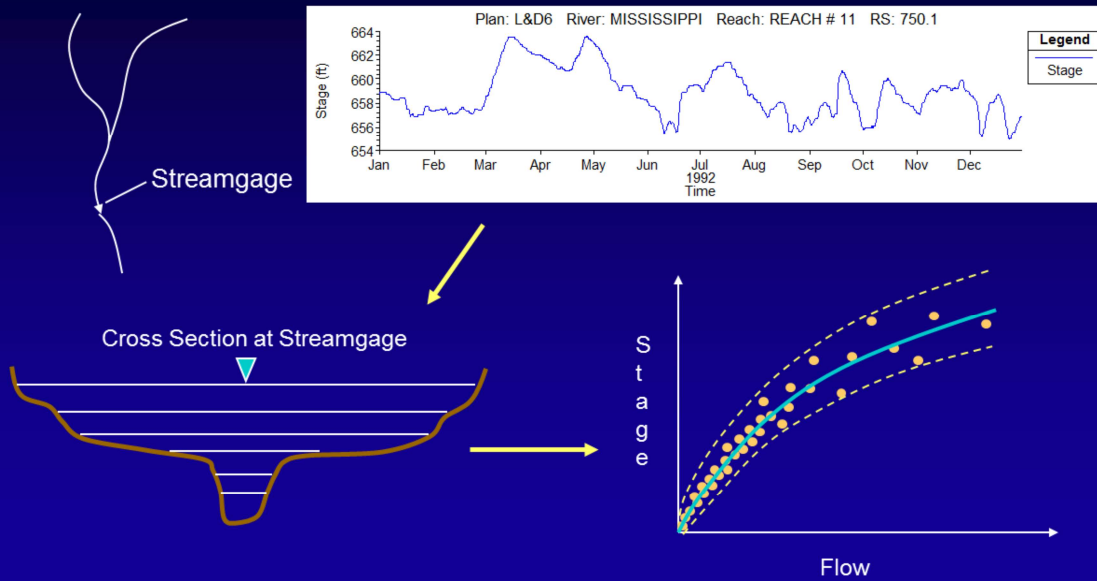 Plan: L&D6 River: MISSISSIPPI Reach: REACH # 11 RS: 750.1
664
662
660
658
656
654
Stage (ft)
Jan Feb Mar Apr May Jun Jul Aug Sep Oct Nov Dec
1992
Time
Legend
Stage
Streamgage
Cross Section at Streamgage
S
t
a
g
e
Flow